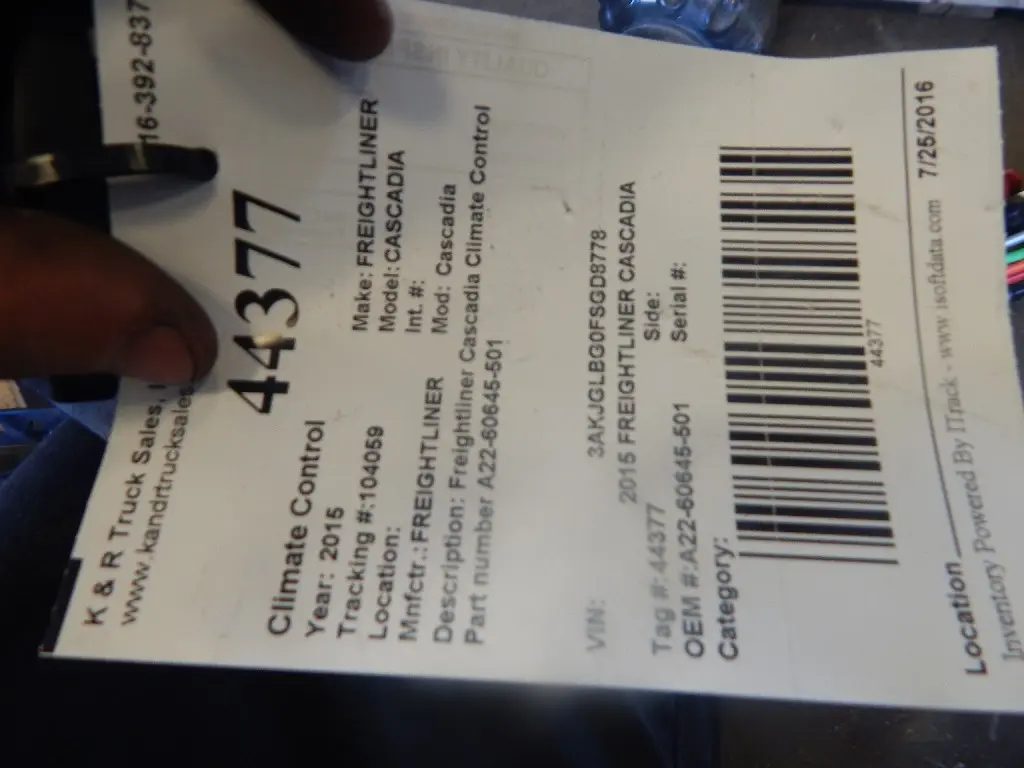 K & R Truck Sales,
16-392-837
www.kandrtrucksales.
44377
Climate Control
Year: 2015
Tracking #:104059
Location:
Make: FREIGHTLINER
Model: CASCADIA
Int. #:
Mnfctr.: FREIGHTLINER
Mod: Cascadia
Description: Freightliner Cascadia Climate Control
Part number A22-60645-501
VIN: 3AKJGLBG0FSGD8778
2015 FREIGHTLINER CASCADIA
Tag #:44377
Side:
OEM #:A22-60645-501
Serial #:
Category:
44377
Location
Inventory Powered By ITrack - www.isoftdata.com 7/25/2016